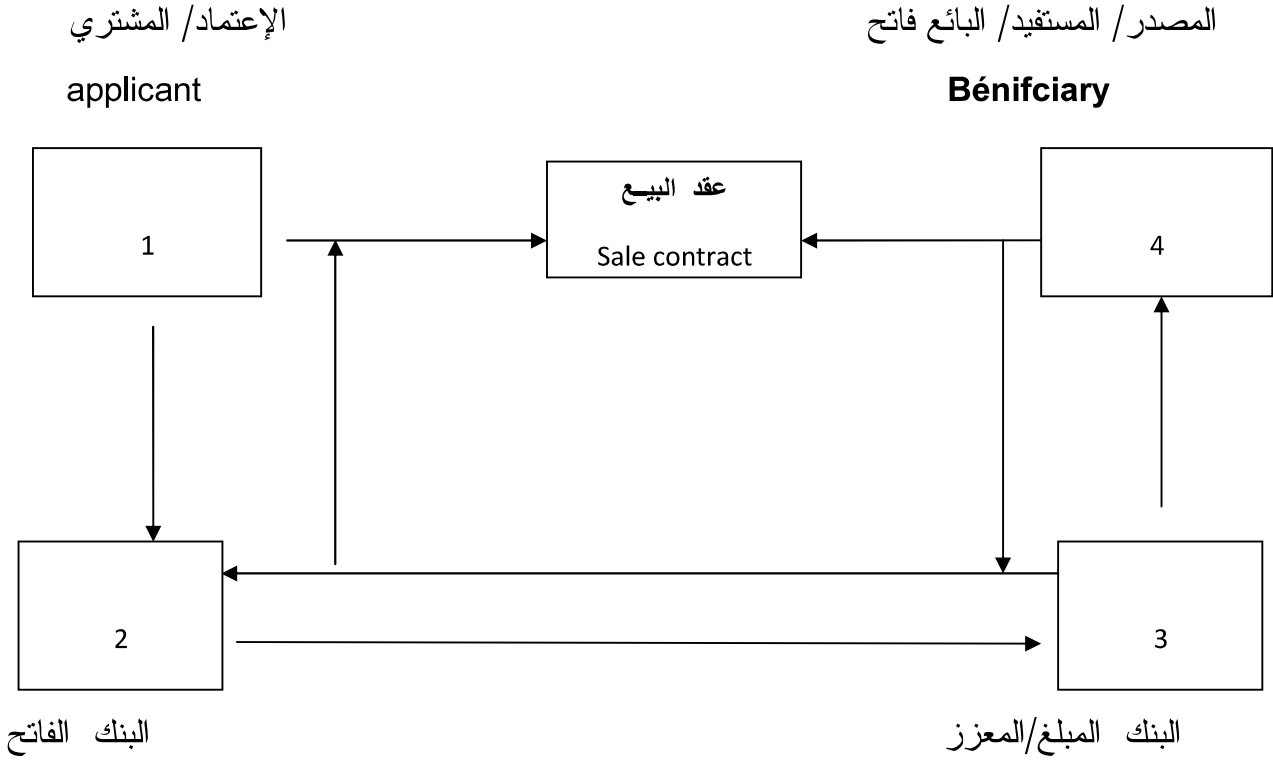 المصدر/ المستفيد/ البائع فاتح
الإعتماد/ المشتري
Bénifciary
applicant
عقد البيـع
Sale contract
1
4
2
3
البنك المبلغ/المعزز
البنك الفاتح